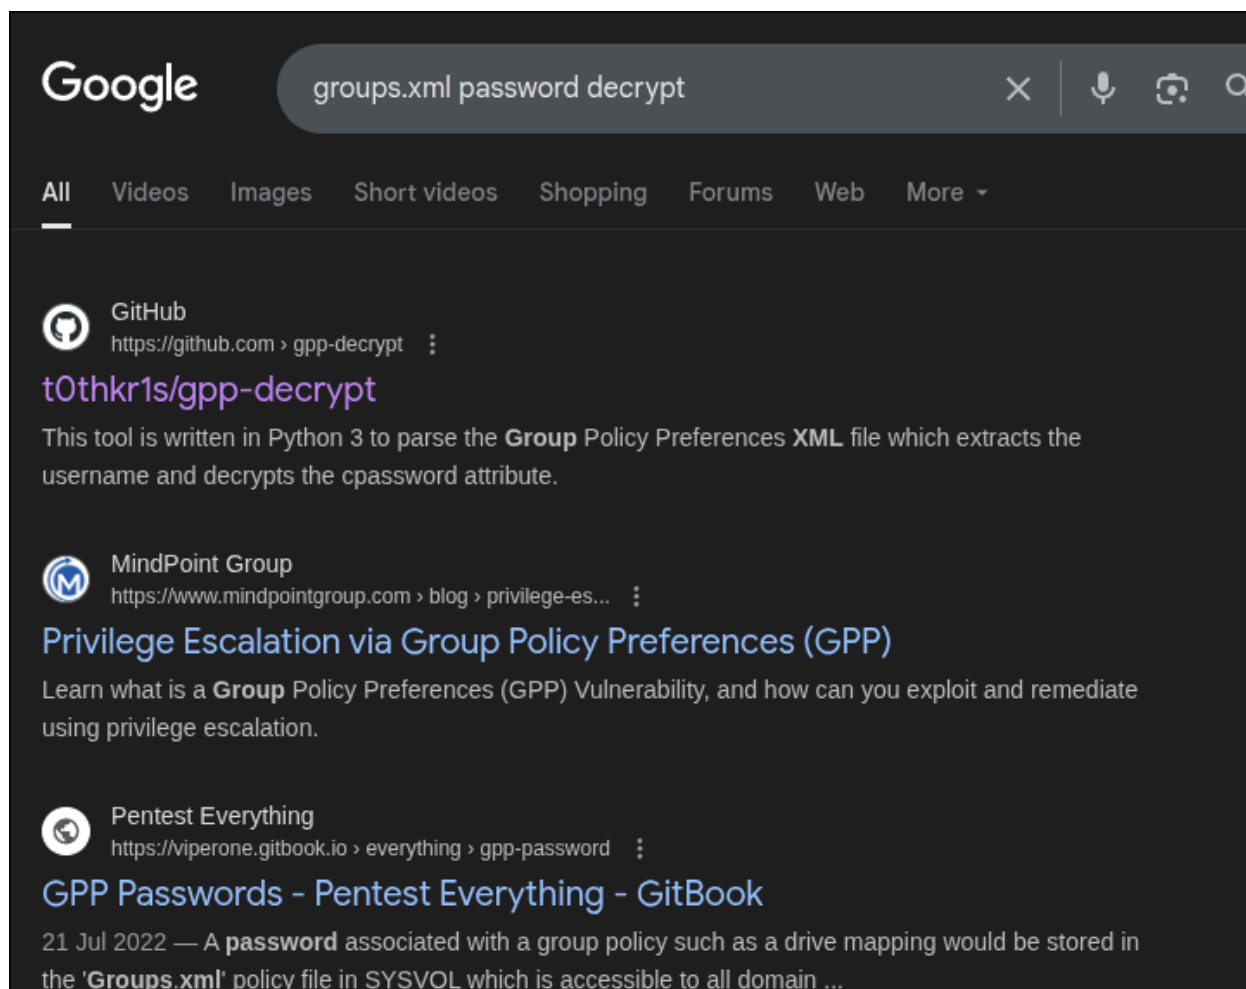 Google
groups.xml password decrypt
All Videos Images Short videos Shopping Forums Web More
GitHub
https://github.com › gpp-decrypt
t0thkr1s/gpp-decrypt
This tool is written in Python 3 to parse the Group Policy Preferences XML file which extracts the
username and decrypts the cpassword attribute.
MindPoint Group
https://www.mindpointgroup.com › blog › privilege-es...
Privilege Escalation via Group Policy Preferences (GPP)
Learn what is a Group Policy Preferences (GPP) Vulnerability, and how can you exploit and remediate
using privilege escalation.
Pentest Everything
https://viperone.gitbook.io › everything › gpp-password
GPP Passwords - Pentest Everything - GitBook
21 Jul 2022 — A password associated with a group policy such as a drive mapping would be stored in
the 'Groups.xml' policy file in SYSVOL which is accessible to all domain ...